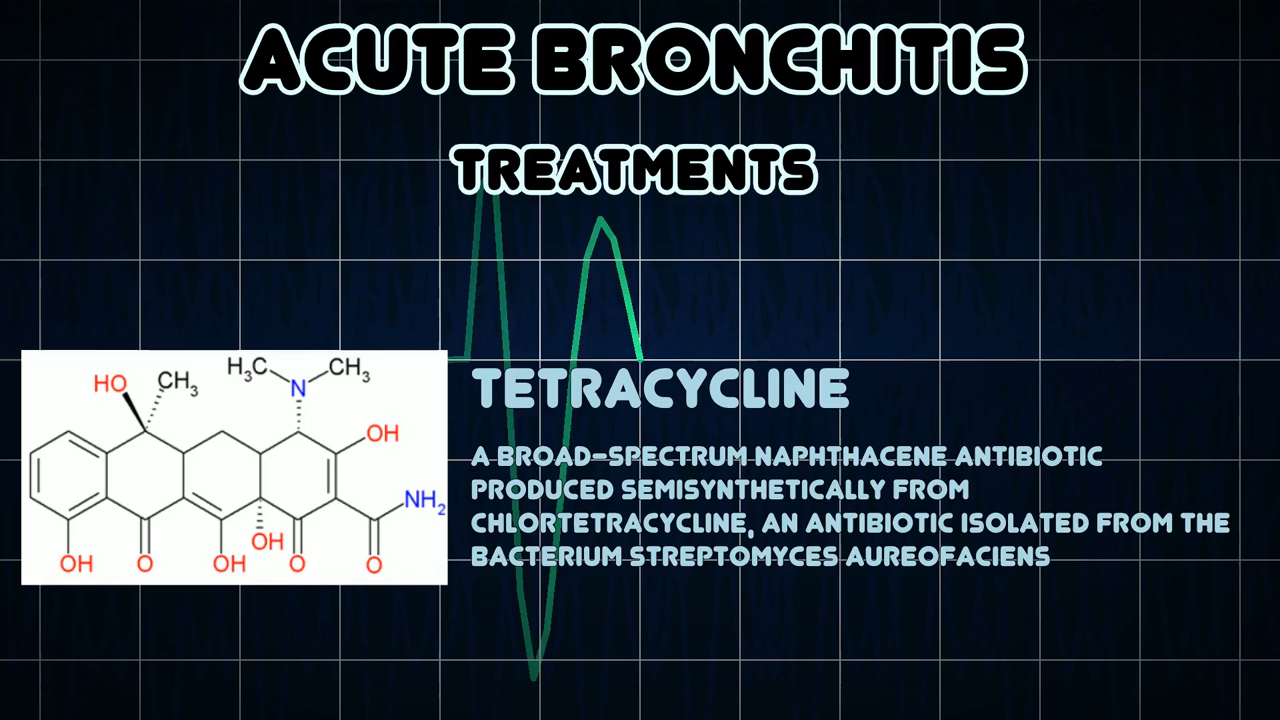 ACUTE BRONCHITIS
TREATMENTS
HO CH3 H3C N CH3
OH
NH2
OH O OH OH O O
TETRACYCLINE
A BROAD-SPECTRUM NAPHTHACENE ANTIBIOTIC
PRODUCED SEMISYNTHETICALLY FROM
CHLORTETRACYCLINE, AN ANTIBIOTIC ISOLATED FROM THE
BACTERIUM STREPTOMYCES AUREOFACIENS